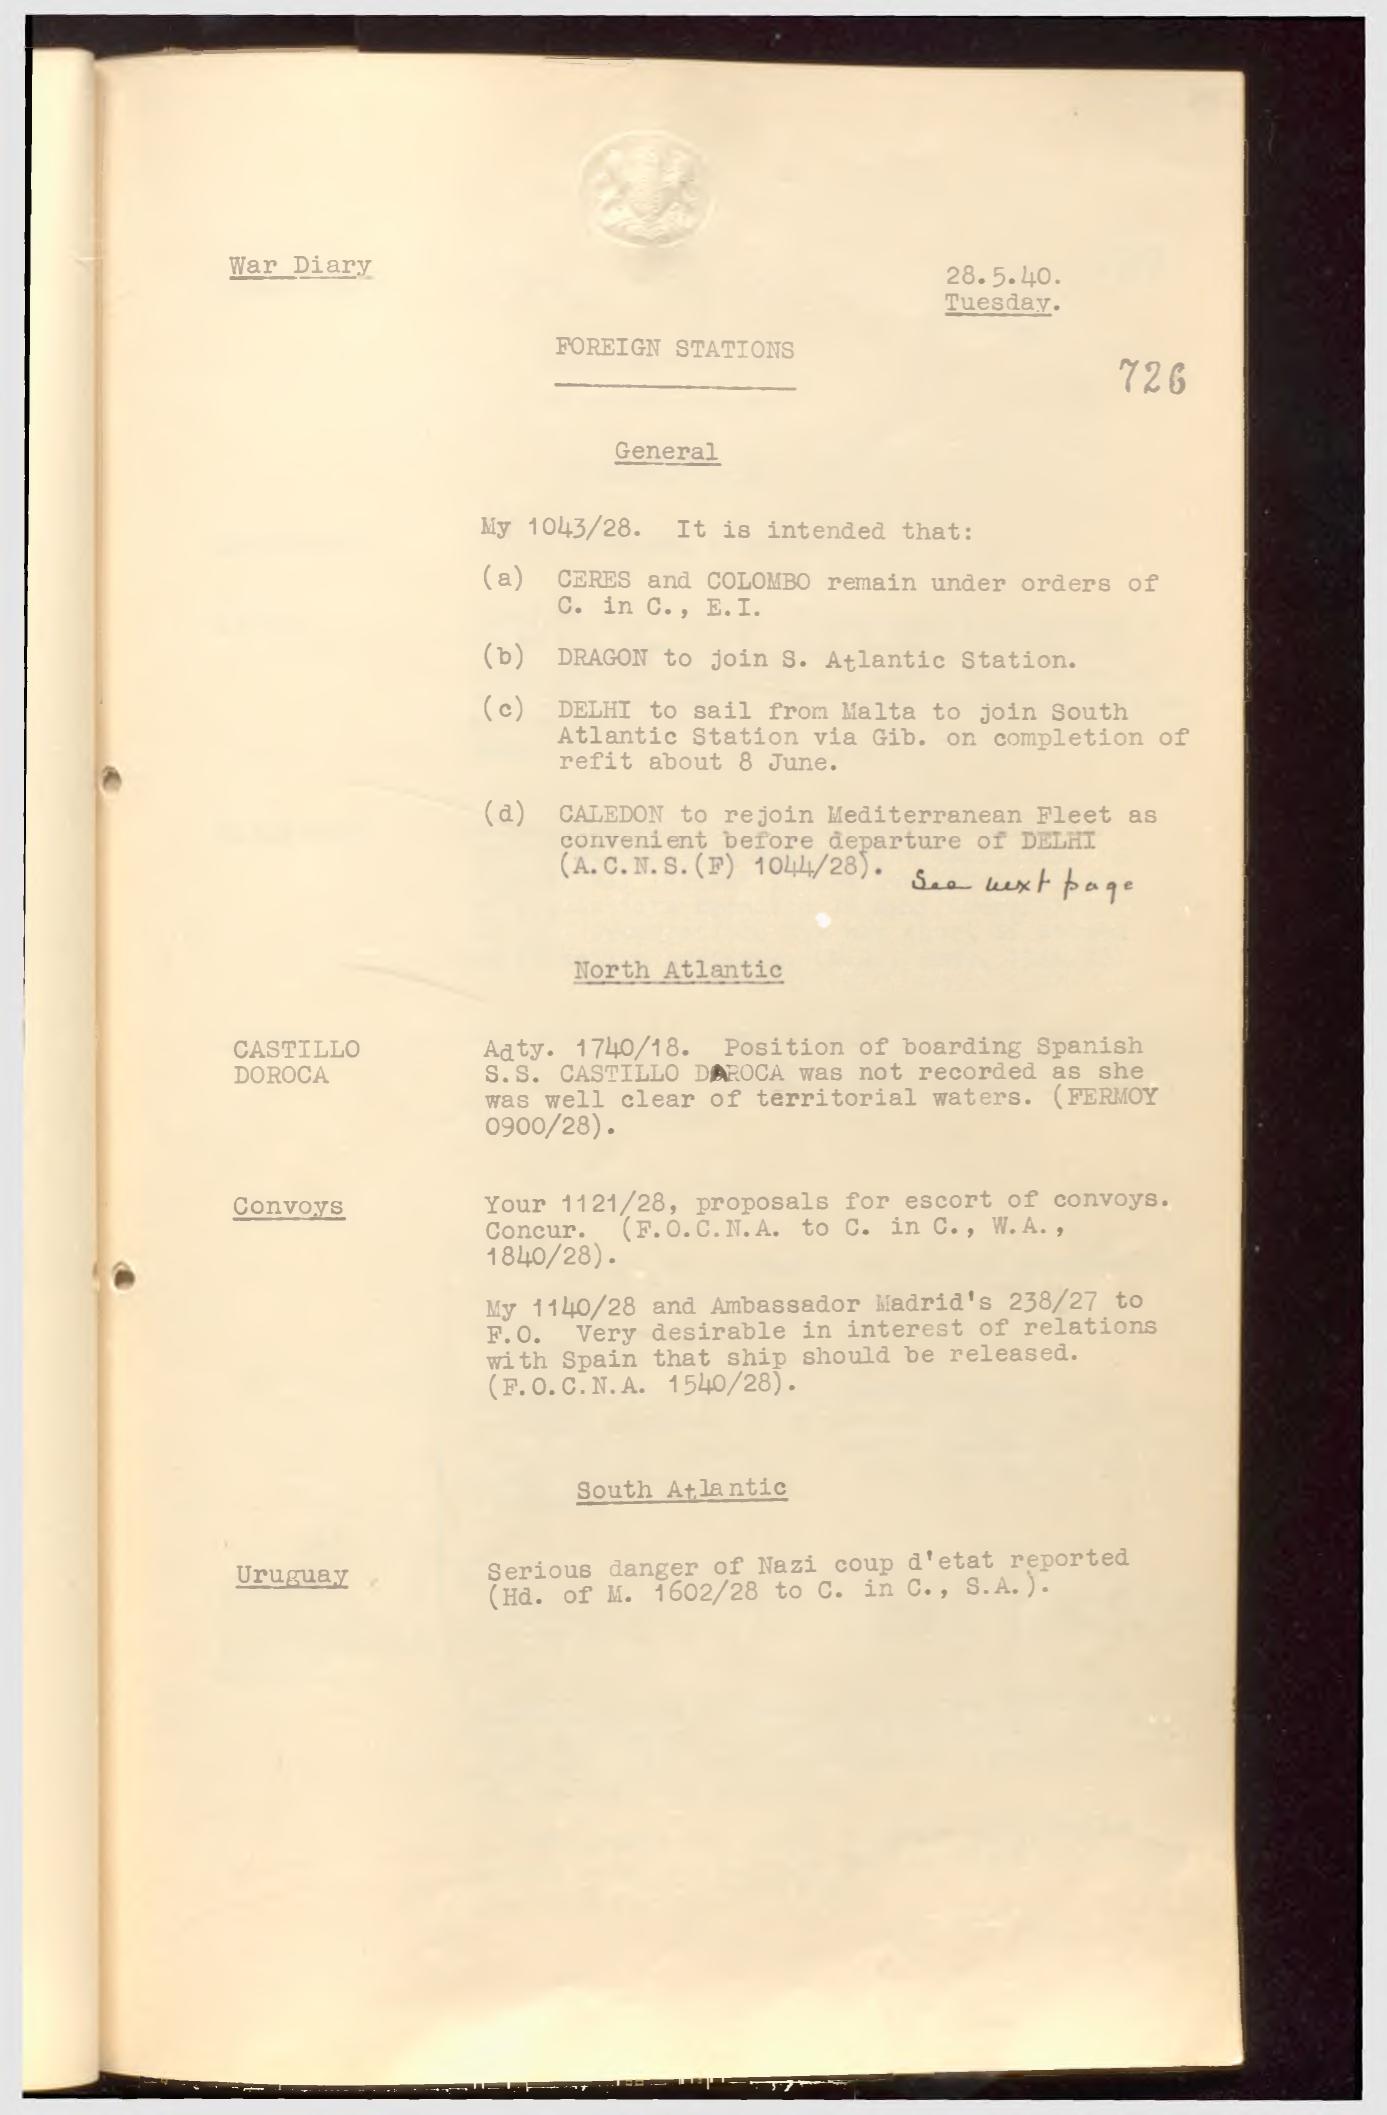 War Diary
28.5.40.
Tuesday.
FOREIGN STATIONS
726
General
My 1043/28. It is intended that:
(a) CERES and COLOMBO remain under orders of
C. in C., E.I.
(b) DRAGON to join S. Atlantic Station.
(c) DELHI to sail from Malta to join South
Atlantic Station via Gib. on completion of
refit about 8 June.
(d) CALEDON to rejoin Mediterranean Fleet as
convenient before departure of DELHI
(A.C.N.S.(F) 1044/28).
See next page
North Atlantic
CASTILLO
DOROCA
Adty. 1740/18. Position of boarding Spanish
S.S. CASTILLO DAROCA was not recorded as she
was well clear of territorial waters. (FERMOY
0900/28).
Convoys
Your 1121/28, proposals for escort of convoys.
Concur. (F.O.C.N.A. to C. in C., W.A.,
1840/28).
My 1140/28 and Ambassador Madrid's 238/27 to
F.O. Very desirable in interest of relations
with Spain that ship should be released.
(F.O.C.N.A. 1540/28).
South Atlantic
Uruguay
Serious danger of Nazi coup d'etat reported
(Hd. of M. 1602/28 to C. in C., S.A.).